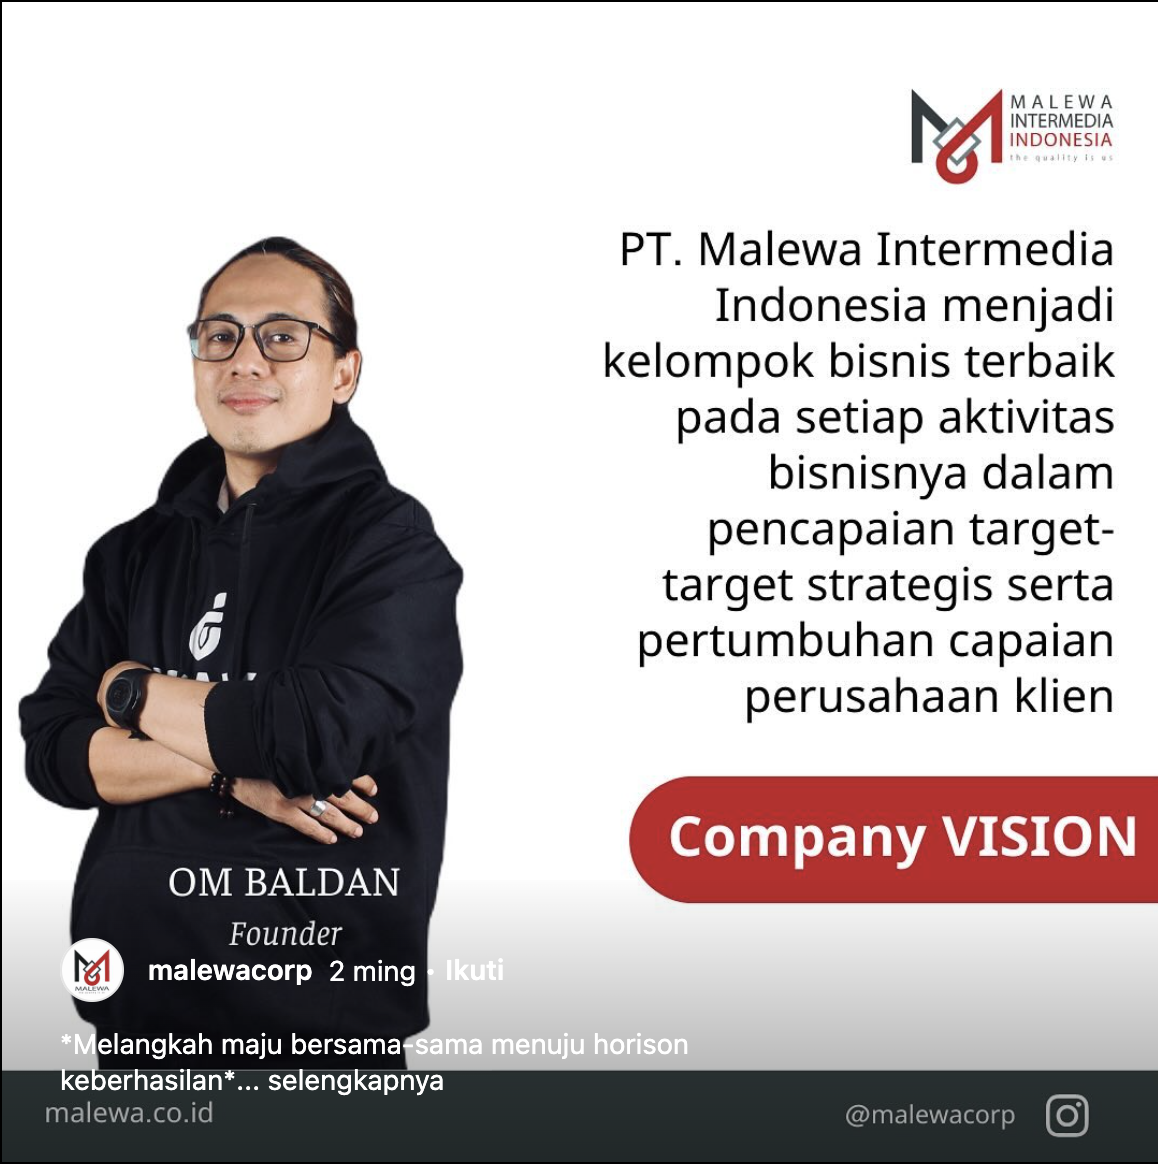 MALEWA
INTERMEDIA
INDONESIA
the quality is us
PT. Malewa Intermedia
Indonesia menjadi
kelompok bisnis terbaik
pada setiap aktivitas
bisnisnya dalam
pencapaian target-
target strategis serta
pertumbuhan capaian
perusahaan klien
Company VISION
OM BALDAN
Founder
malewacorp 2 ming • Ikuti
MALEWA
*Melangkah maju bersama-sama menuju horison
keberhasilan*... selengkapnya
malewa.co.id
@malewacorp